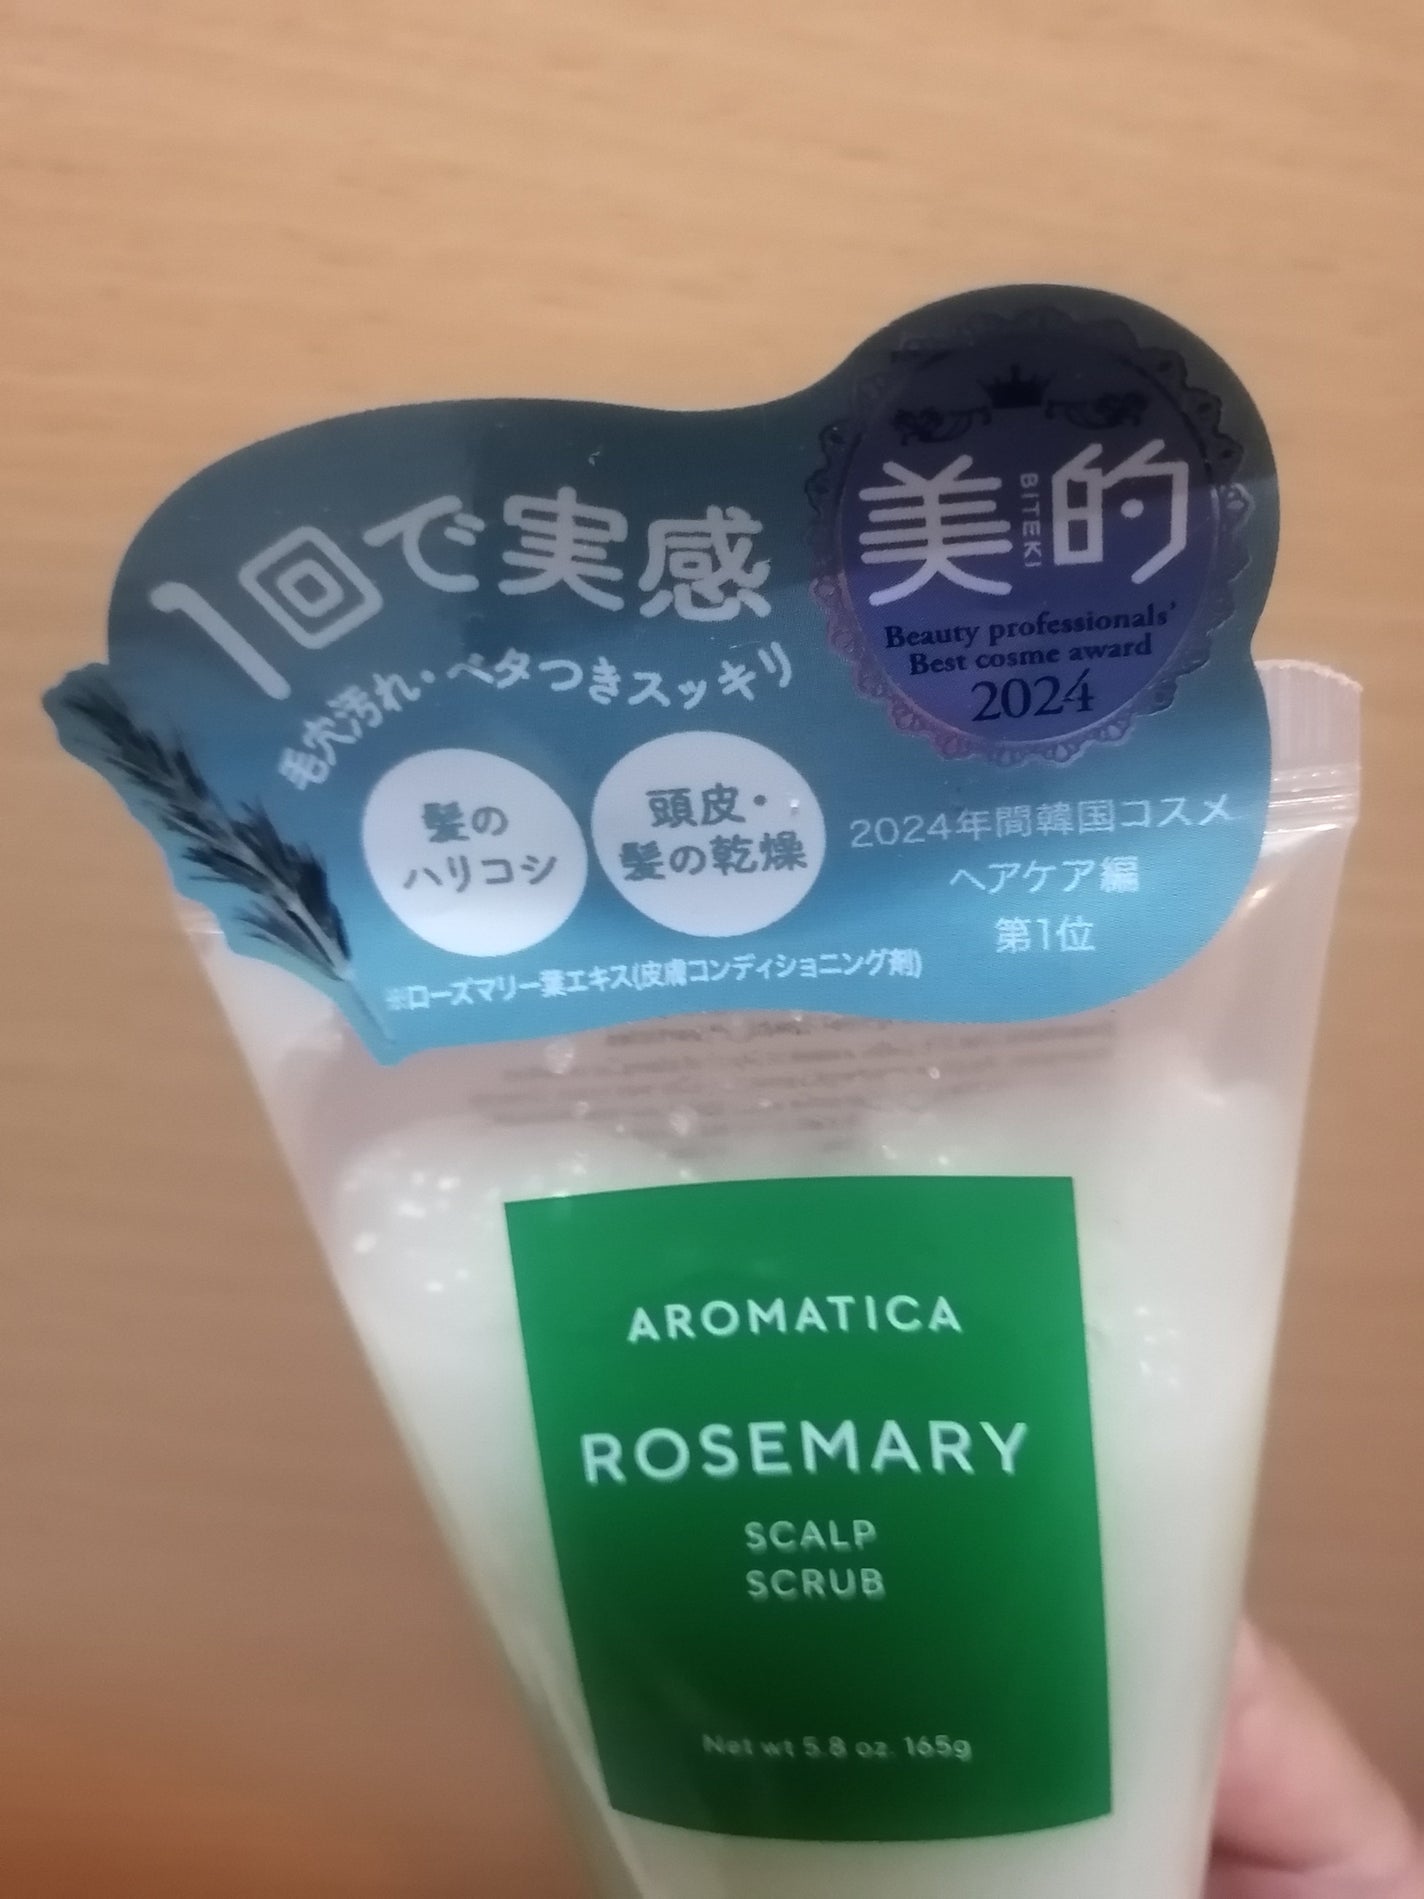 1回で実感
毛穴汚れ・ベタつきスッキリ
髪の
ハリコシ
頭皮・
髪の乾燥
※ローズマリー葉エキス(皮膚コンディショニング剤)
美的
BITEKI
Beauty professionals'
Best cosme award
2024
2024年間韓国コスメ
ヘアケア編
第1位
AROMATICA
ROSEMARY
SCALP
SCRUB
Net wt 5.8 oz. 165g